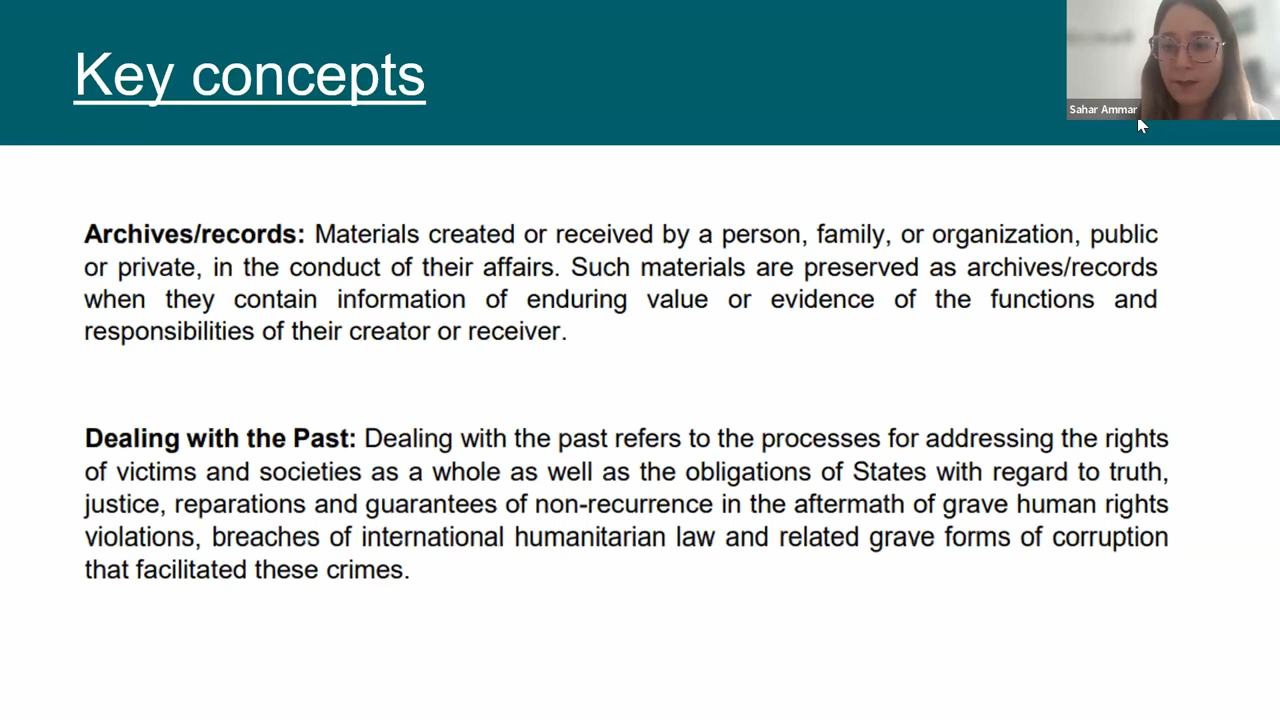 Key concepts
Sahar Ammar
Archives/records: Materials created or received by a person, family, or organization, public
or private, in the conduct of their affairs. Such materials are preserved as archives/records
when they contain information of enduring value or evidence of the functions and
responsibilities of their creator or receiver.
Dealing with the Past: Dealing with the past refers to the processes for addressing the rights
of victims and societies as a whole as well as the obligations of States with regard to truth,
justice, reparations and guarantees of non-recurrence in the aftermath of grave human rights
violations, breaches of international humanitarian law and related grave forms of corruption
that facilitated these crimes.